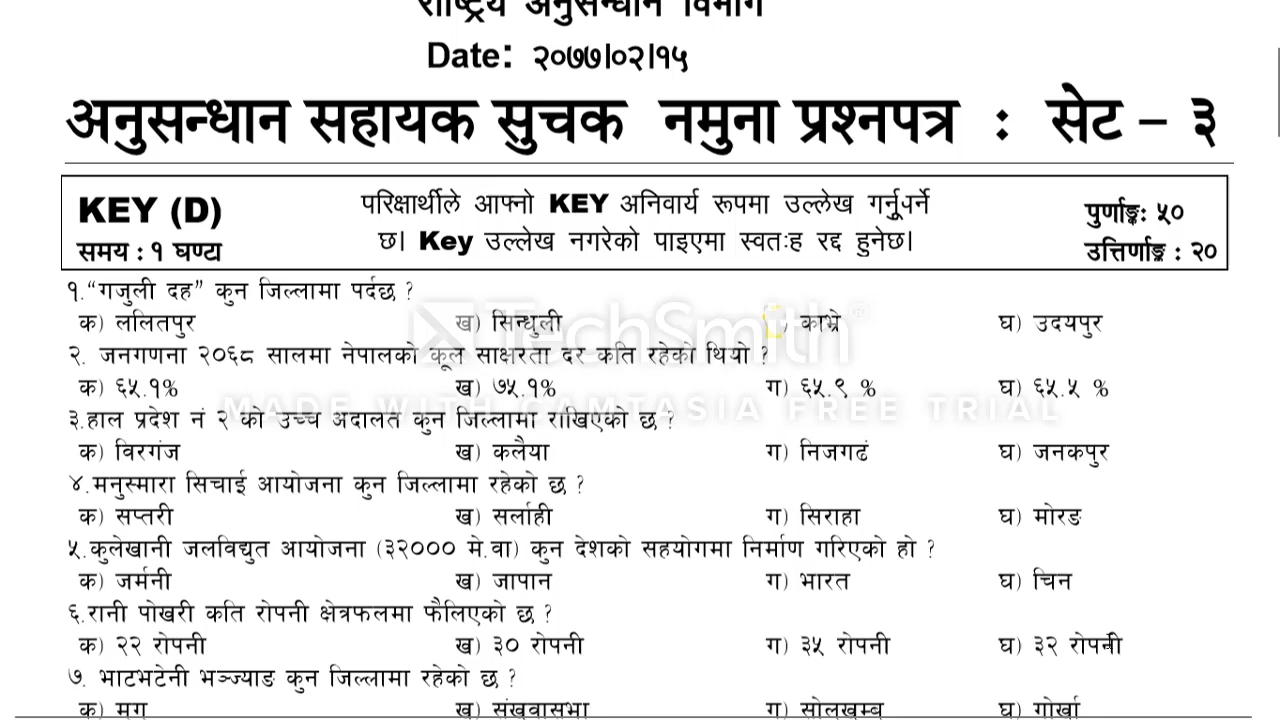 राष्ट्रिय अनुसन्धान विभाग
Date: २०७७।०२।१५
अनुसन्धान सहायक सुचक नमुना प्रश्नपत्र : सेट – ३
KEY (D)
समय : १ घण्टा
परिक्षार्थीले आफ्नो KEY अनिवार्य रूपमा उल्लेख गर्नुपर्ने
छ। Key उल्लेख नगरेको पाइएमा स्वतःह रद्द हुनेछ।
पुर्णाङ्कः ५०
उत्तिर्णाङ्क : २०
१.“गजुली दह” कुन जिल्लामा पर्दछ ?
क) ललितपुर ख) सिन्धुली ) काभ्रे घ) उदयपुर
२. जनगणना २०६८ सालमा नेपालको कूल साक्षरता दर कति रहेको थियो ?
क) ६५.१% ख) ७५.१% ग) ६५.९ % घ) ६५.५ %
३.हाल प्रदेश नं २ को उच्च अदालत कुन जिल्लामा राखिएको छ ?
क) विरगंज ख) कलैया ग) निजगढं घ) जनकपुर
४.मनुस्मारा सिचाई आयोजना कुन जिल्लामा रहेको छ ?
क) सप्तरी ख) सर्लाही ग) सिराहा घ) मोरङ
५.कुलेखानी जलविद्युत आयोजना (३२००० मे.वा) कुन देशको सहयोगमा निर्माण गरिएको हो ?
क) जर्मनी ख) जापान ग) भारत घ) चिन
६.रानी पोखरी कति रोपनी क्षेत्रफलमा फैलिएको छ ?
क) २२ रोपनी ख) ३० रोपनी ग) ३५ रोपनी घ) ३२ रोपनी
७. भाटभटेनी भञ्ज्याङ कुन जिल्लामा रहेको छ ?
क) ख) संखुवासभा ग) सोलुखुम्बु घ) गोर्खा
TechSmith®
MADE WITH CAMTASIA FREE TRIAL